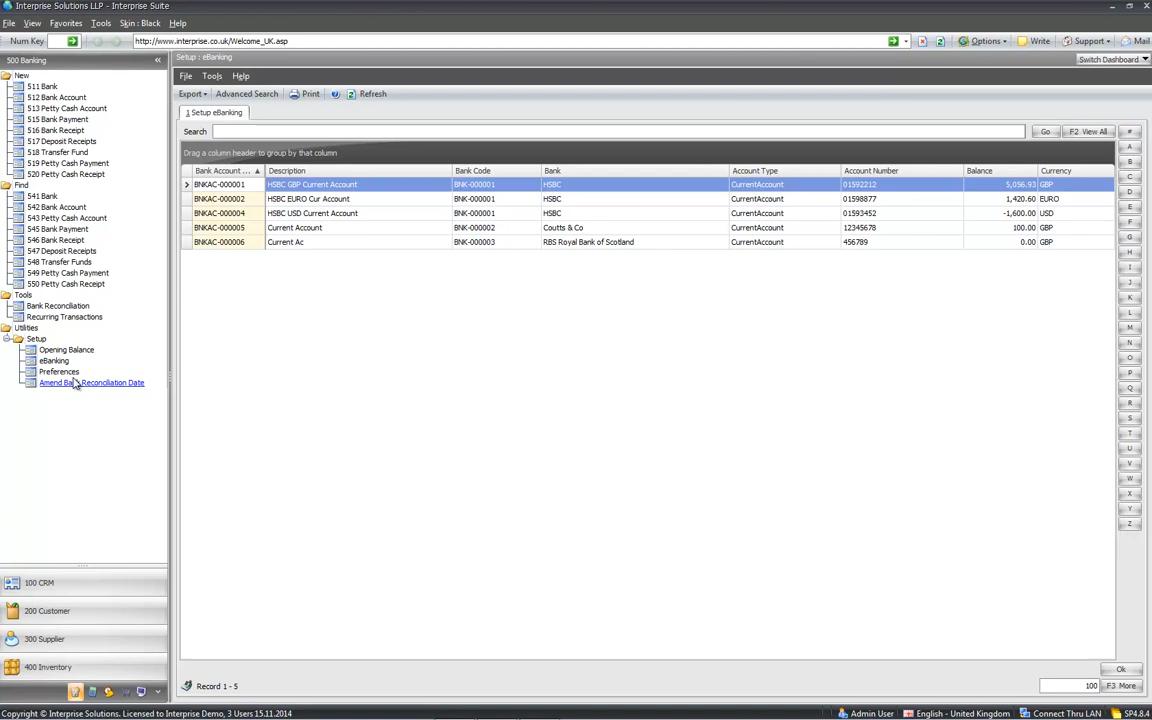 Interprise Solutions LLP - Interprise Suite
File View Favorites Tools Skin : Black Help
Num Key http://www.interprise.co.uk/Welcome_UK.asp Options Write Support Mail
500 Banking «
Setup : eBanking Switch Dashboard
New
511 Bank
512 Bank Account
513 Petty Cash Account
515 Bank Payment
516 Bank Receipt
517 Deposit Receipts
518 Transfer Fund
519 Petty Cash Payment
520 Petty Cash Receipt
Find
541 Bank
542 Bank Account
543 Petty Cash Account
545 Bank Payment
546 Bank Receipt
547 Deposit Receipts
548 Transfer Funds
549 Petty Cash Payment
550 Petty Cash Receipt
Tools
Bank Reconciliation
Recurring Transactions
Utilities
Setup
Opening Balance
eBanking
Preferences
Amend Bank Reconciliation Date
100 CRM
200 Customer
300 Supplier
400 Inventory
File Tools Help
Export Advanced Search Print Refresh
1 Setup eBanking
Search Go F2 View All
Drag a column header to group by that column
Bank Account ... Description Bank Code Bank Account Type Account Number Balance Currency
BNKAC-000001 HSBC GBP Current Account BNK-000001 HSBC CurrentAccount 01592212 5,056.93 GBP
BNKAC-000002 HSBC EURO Cur Account BNK-000001 HSBC CurrentAccount 01598877 1,420.60 EURO
BNKAC-000004 HSBC USD Current Account BNK-000001 HSBC CurrentAccount 01593452 -1,600.00 USD
BNKAC-000005 Current Account BNK-000002 Coutts & Co CurrentAccount 12345678 100.00 GBP
BNKAC-000006 Current Ac BNK-000003 RBS Royal Bank of Scotland CurrentAccount 456789 0.00 GBP
#
A
B
C
D
E
F
G
H
I
J
K
L
M
N
O
P
Q
R
S
T
U
V
W
X
Y
Z
Ok
Record 1 - 5 100 F3 More
Copyright © Interprise Solutions. Licensed to Interprise Demo, 3 Users 15.11.2014 Admin User English - United Kingdom Connect Thru LAN SP4.8.4